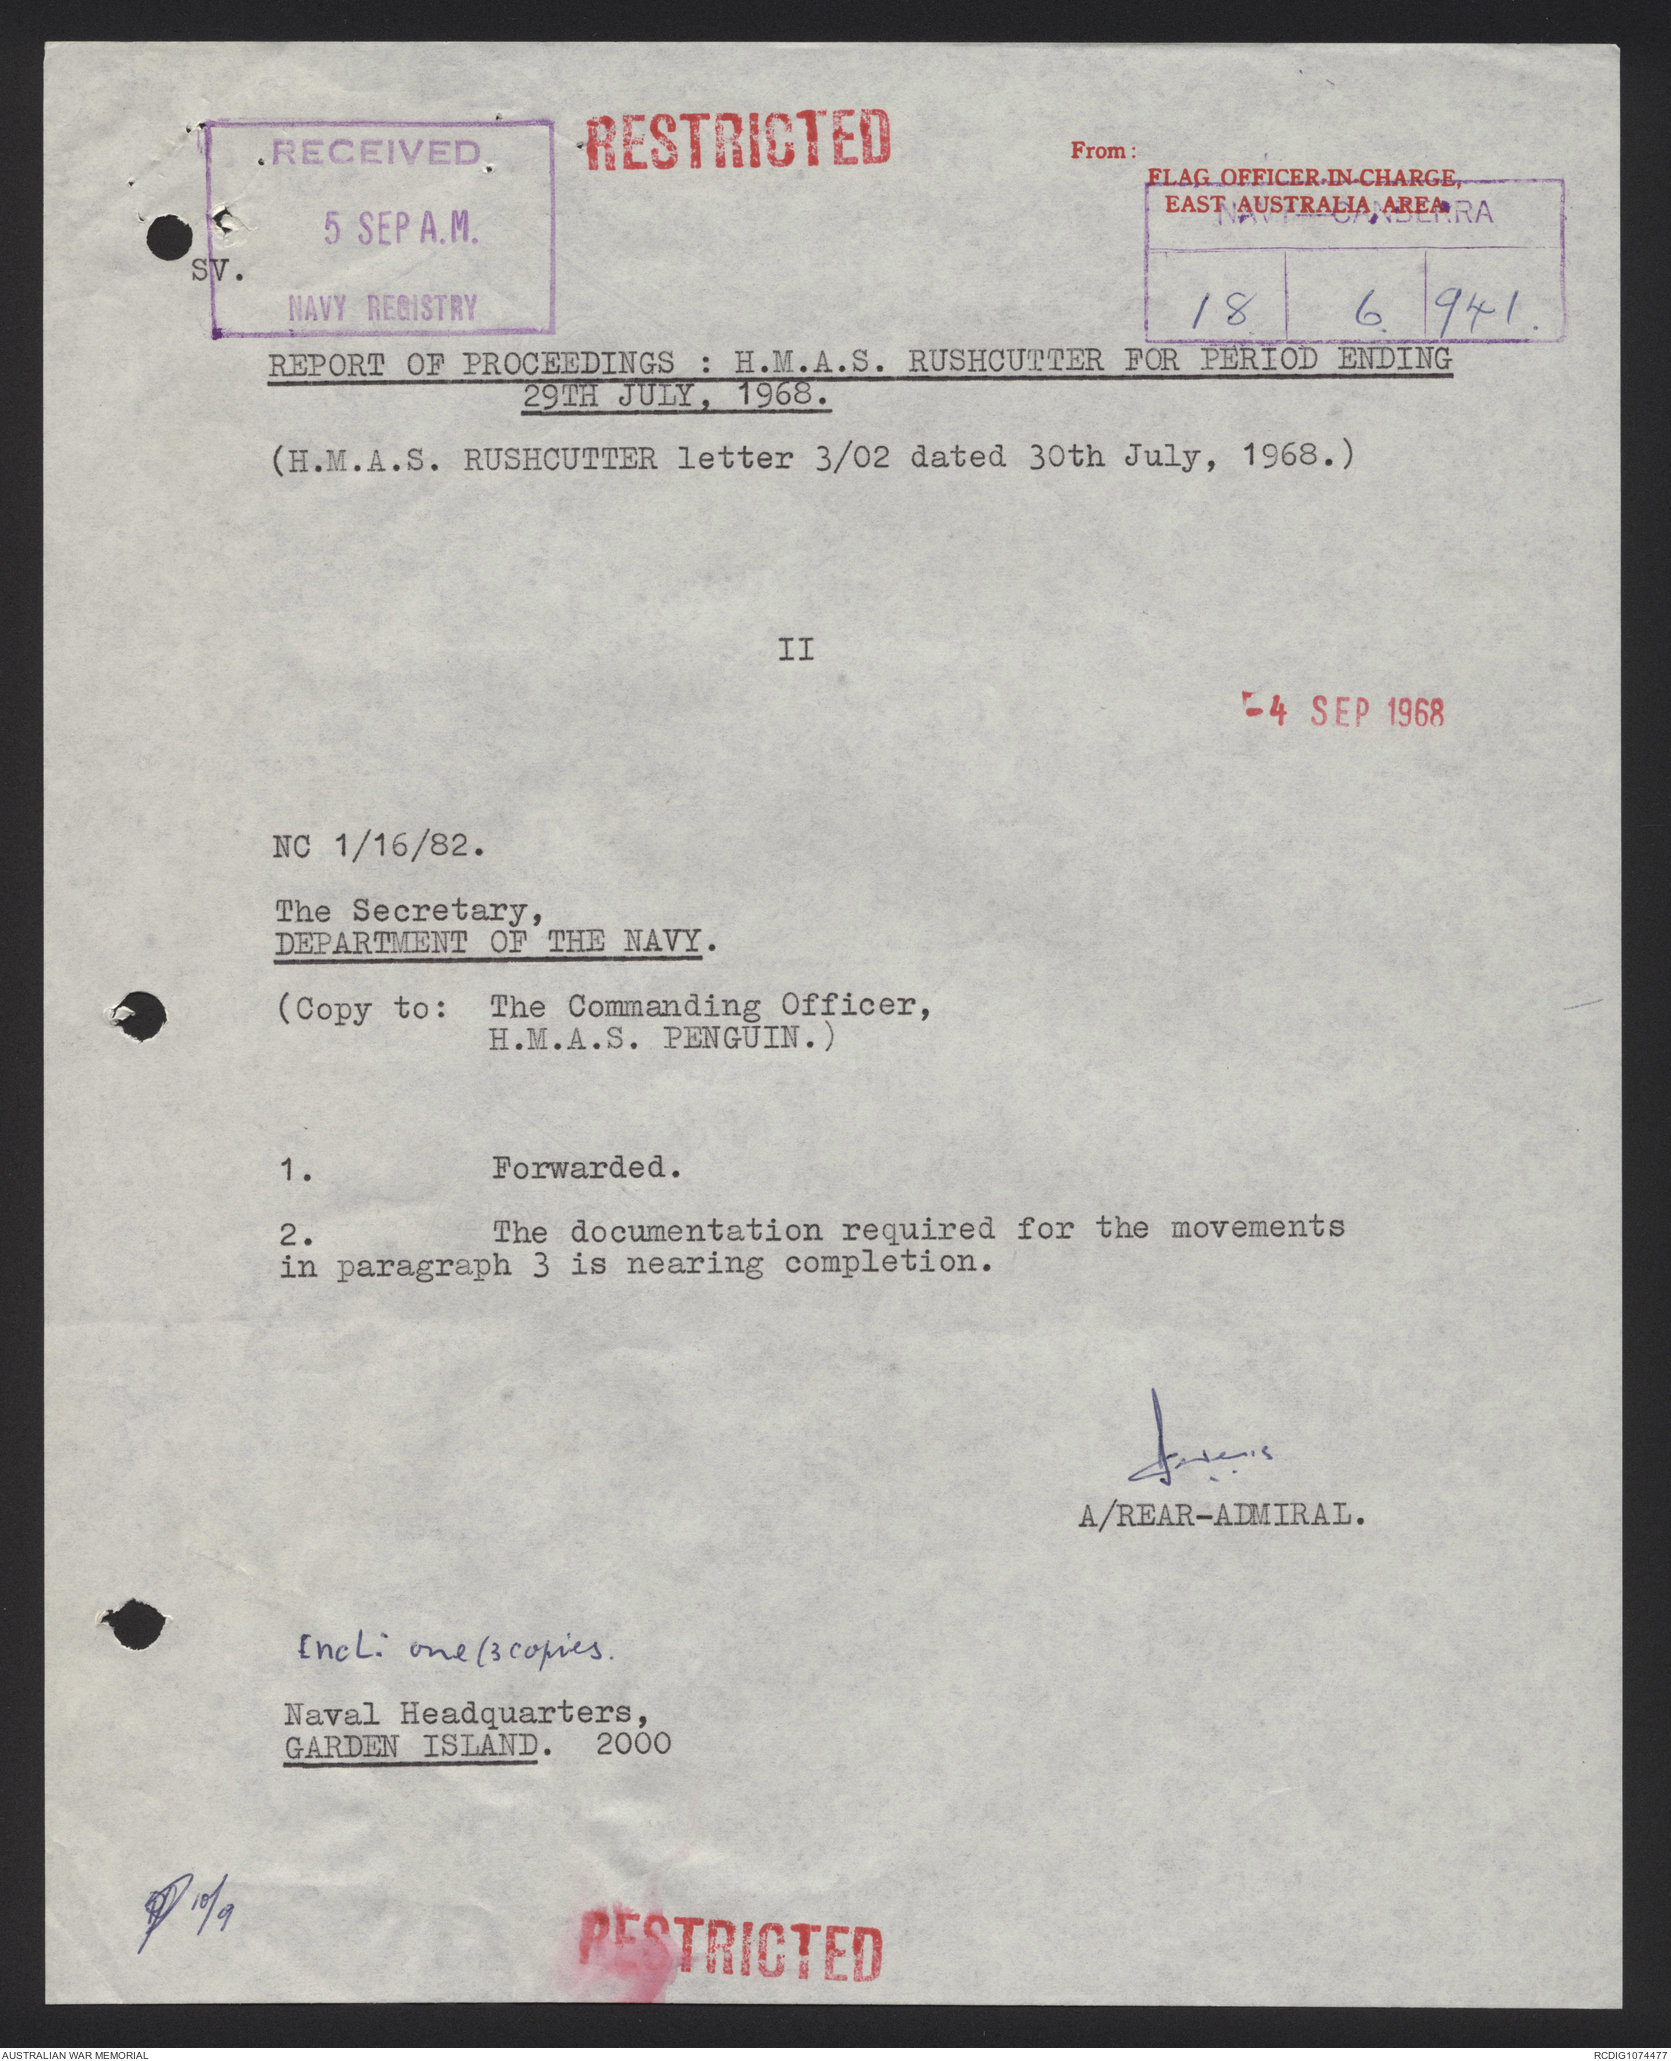 RESTRICTED
RECEIVED
5 SEP A.M.
NAVY REGISTRY
From:
FLAG OFFICER-IN-CHARGE,
EAST AUSTRALIA AREA
NAVY CANBERRA
18 6 941.
SV.
REPORT OF PROCEEDINGS : H.M.A.S. RUSHCUTTER FOR PERIOD ENDING
29TH JULY, 1968.
(H.M.A.S. RUSHCUTTER letter 3/02 dated 30th July, 1968.)
II
-4 SEP 1968
NC 1/16/82.
The Secretary,
DEPARTMENT OF THE NAVY.
(Copy to: The Commanding Officer,
H.M.A.S. PENGUIN.)
1. Forwarded.
2. The documentation required for the movements
in paragraph 3 is nearing completion.
A/REAR-ADMIRAL.
Encl: one/3 copies.
Naval Headquarters,
GARDEN ISLAND. 2000
10/9
RESTRICTED
AUSTRALIAN WAR MEMORIAL
RCDIG1074477